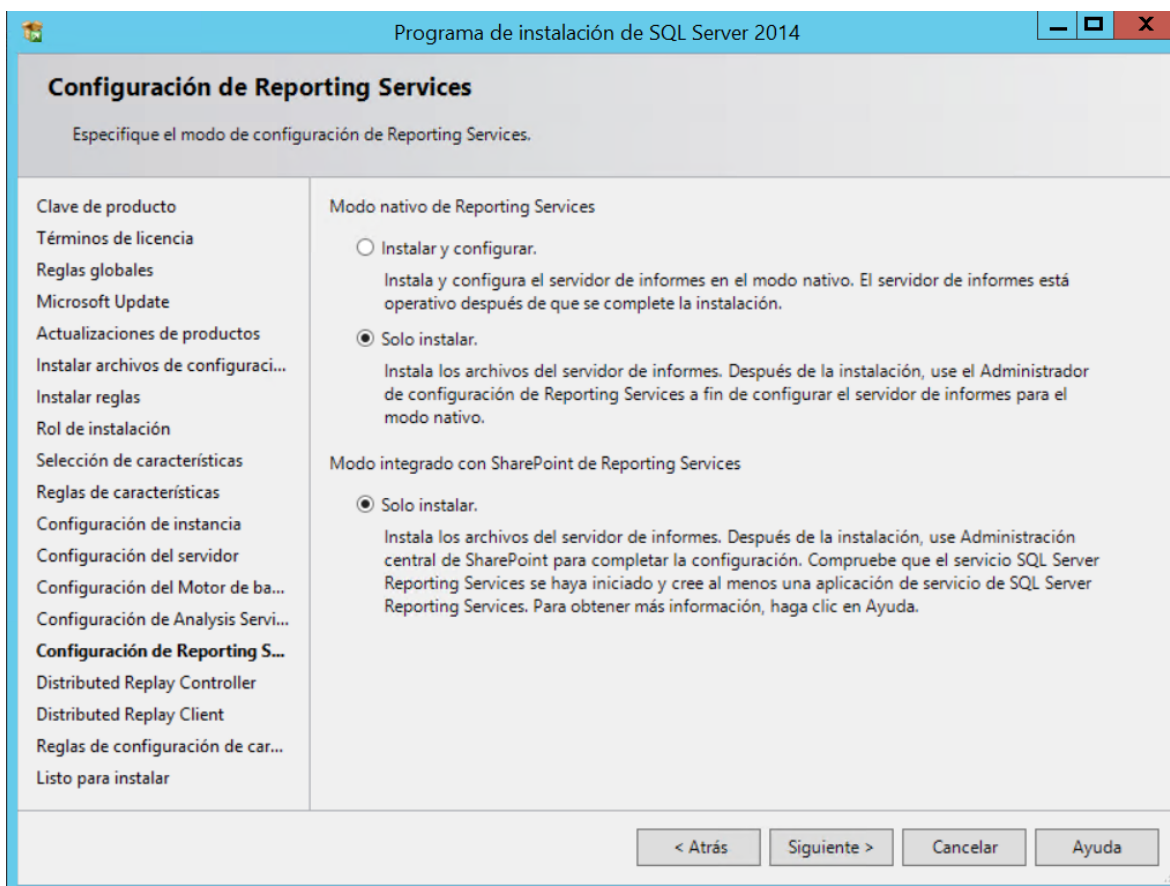 Programa de instalación de SQL Server 2014
Configuración de Reporting Services
Especifique el modo de configuración de Reporting Services.
Clave de producto
Términos de licencia
Reglas globales
Microsoft Update
Actualizaciones de productos
Instalar archivos de configuraci...
Instalar reglas
Rol de instalación
Selección de características
Reglas de características
Configuración de instancia
Configuración del servidor
Configuración del Motor de ba...
Configuración de Analysis Servi...
Configuración de Reporting S...
Distributed Replay Controller
Distributed Replay Client
Reglas de configuración de car...
Listo para instalar
Modo nativo de Reporting Services
Instalar y configurar.
Instala y configura el servidor de informes en el modo nativo. El servidor de informes está
operativo después de que se complete la instalación.
Solo instalar.
Instala los archivos del servidor de informes. Después de la instalación, use el Administrador
de configuración de Reporting Services a fin de configurar el servidor de informes para el
modo nativo.
Modo integrado con SharePoint de Reporting Services
Solo instalar.
Instala los archivos del servidor de informes. Después de la instalación, use Administración
central de SharePoint para completar la configuración. Compruebe que el servicio SQL Server
Reporting Services se haya iniciado y cree al menos una aplicación de servicio de SQL Server
Reporting Services. Para obtener más información, haga clic en Ayuda.
< Atrás
Siguiente >
Cancelar
Ayuda